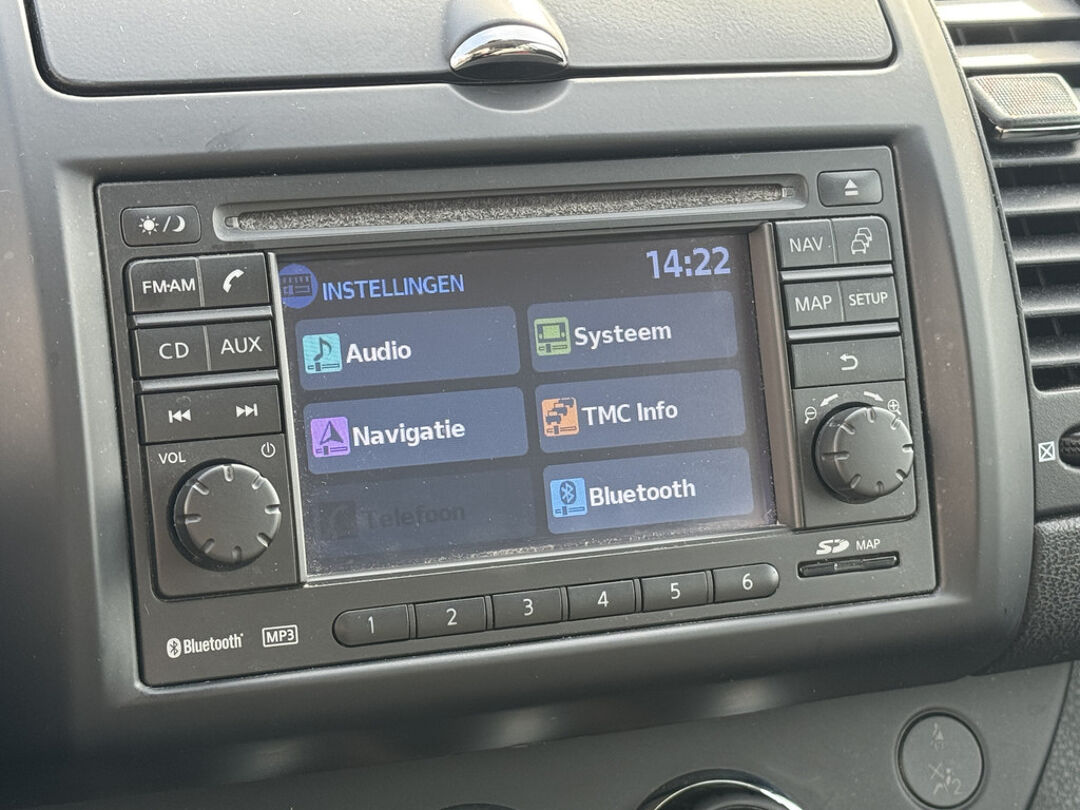 FM·AM
CD
AUX
VOL
INSTELLINGEN
14:22
Audio
Systeem
Navigatie
TMC Info
Telefoon
Bluetooth
NAV
MAP
SETUP
SD MAP
1
2
3
4
5
6
Bluetooth
MP3
2